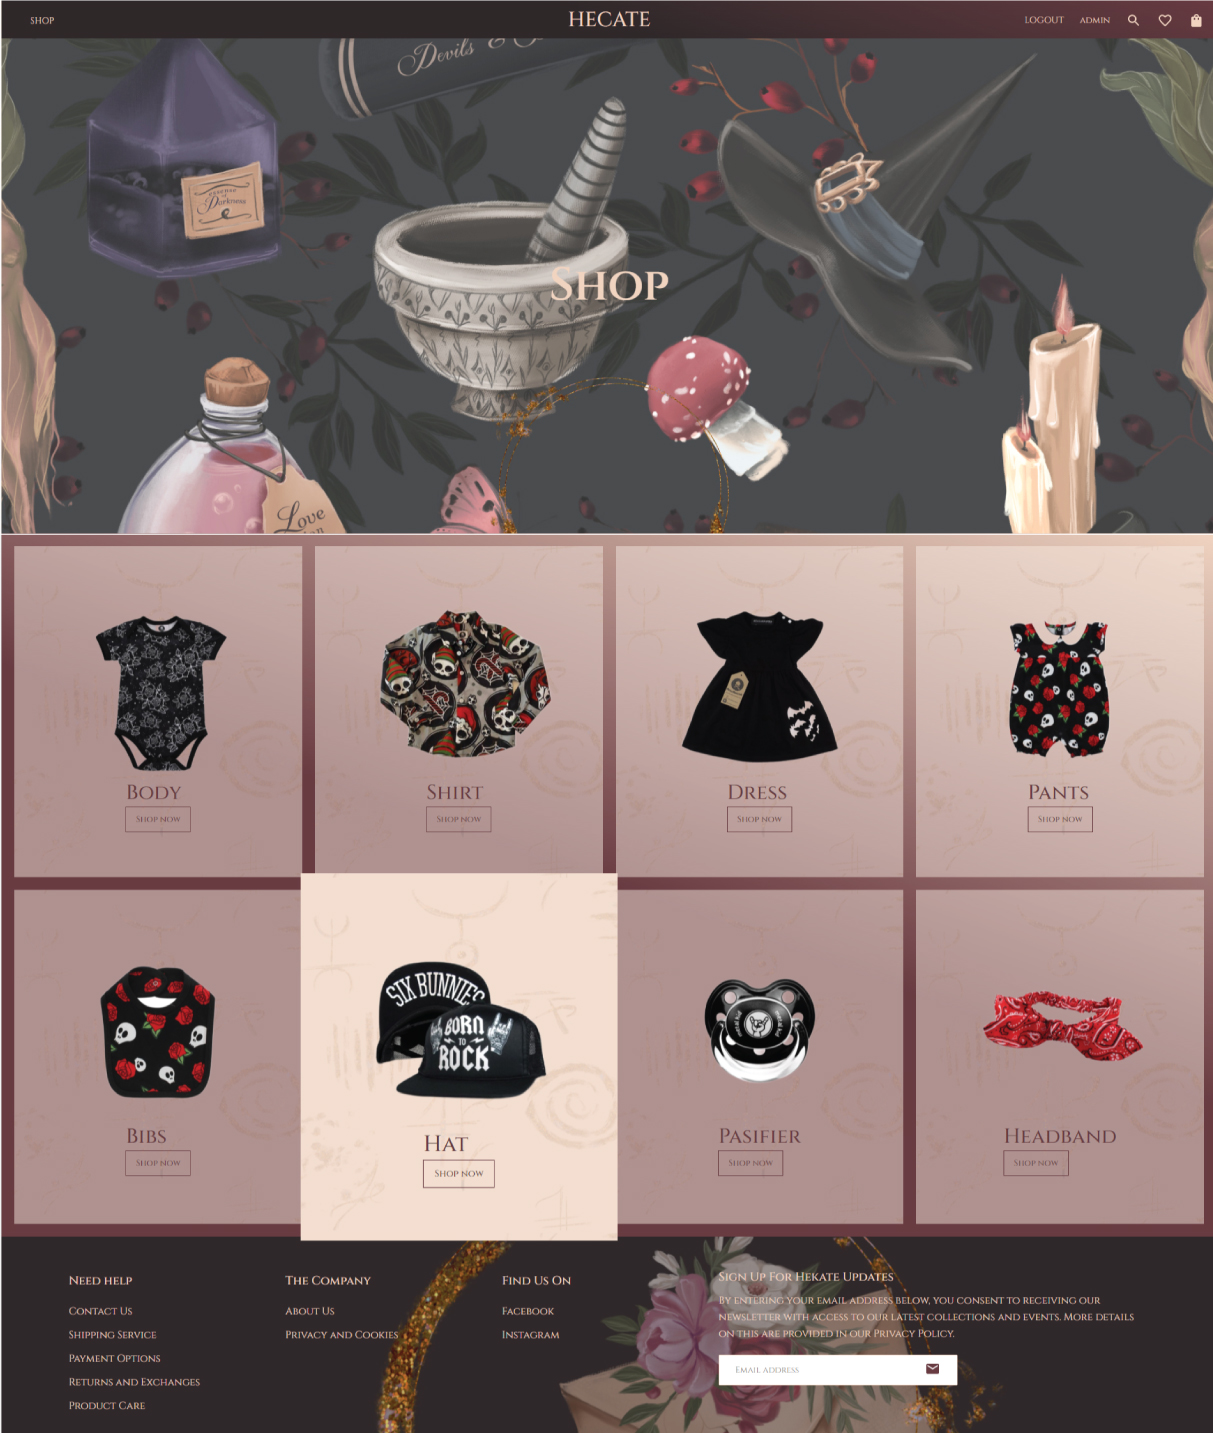 SHOP
HECATE
LOGOUT
ADMIN
Devils &
essense
of
Darkness
SHOP
Love
BODY
SHOP NOW
SHIRT
SHOP NOW
DRESS
SHOP NOW
PANTS
SHOP NOW
SIX BUNNIES
BORN
TO
ROCK
BIBS
SHOP NOW
HAT
SHOP NOW
PASIFIER
SHOP NOW
HEADBAND
SHOP NOW
NEED HELP
CONTACT US
SHIPPING SERVICE
PAYMENT OPTIONS
RETURNS AND EXCHANGES
PRODUCT CARE
THE COMPANY
ABOUT US
PRIVACY AND COOKIES
FIND US ON
FACEBOOK
INSTAGRAM
SIGN UP FOR HEKATE UPDATES
BY ENTERING YOUR EMAIL ADDRESS BELOW, YOU CONSENT TO RECEIVING OUR
NEWSLETTER WITH ACCESS TO OUR LATEST COLLECTIONS AND EVENTS. MORE DETAILS
ON THIS ARE PROVIDED IN OUR PRIVACY POLICY.
EMAIL ADDRESS